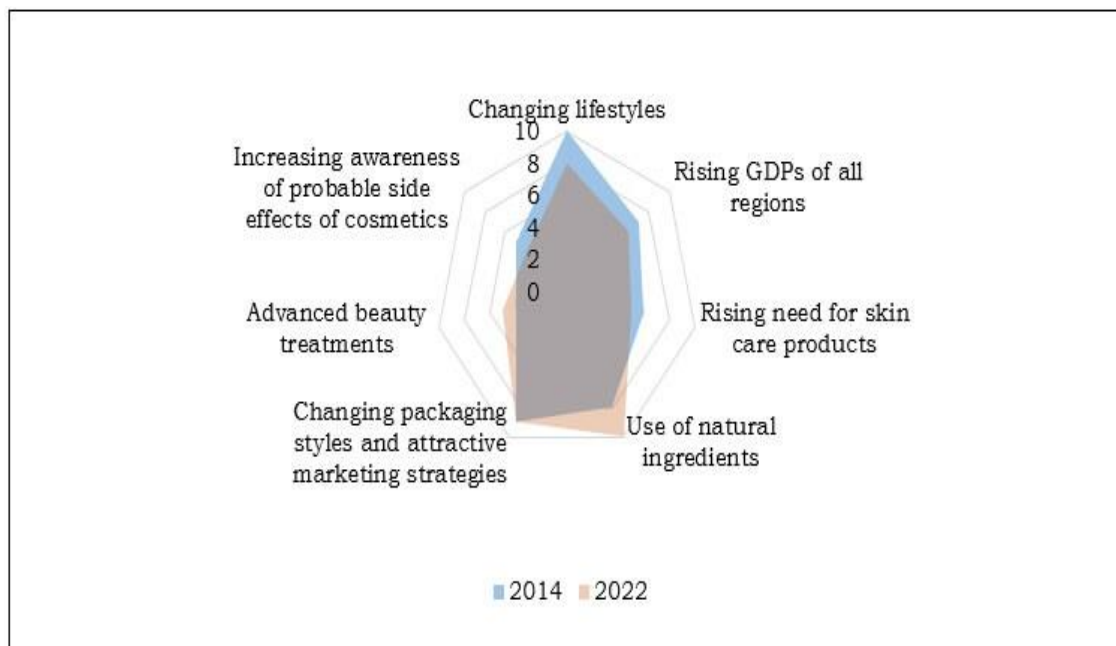 Changing lifestyles
10
8
6
4
2
0
Rising GDPs of all
regions
Rising need for skin
care products
Use of natural
ingredients
Changing packaging
styles and attractive
marketing strategies
Advanced beauty
treatments
Increasing awareness
of probable side
effects of cosmetics
2014 2022